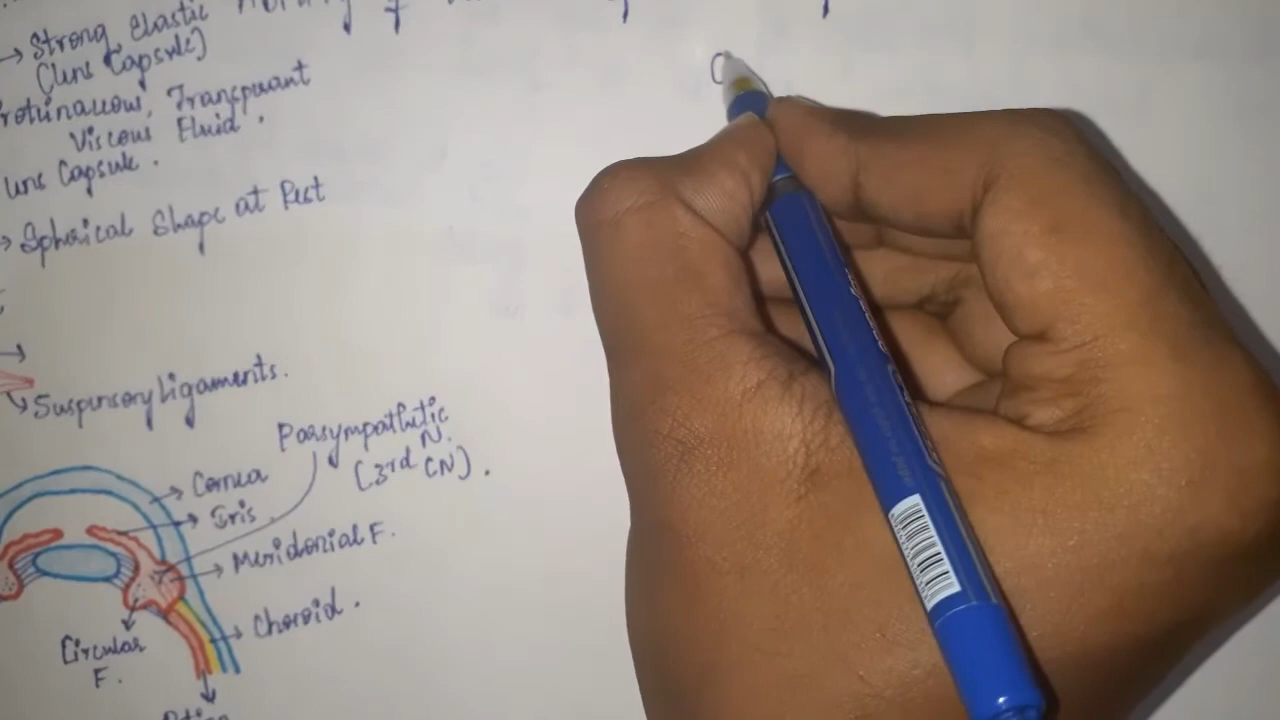 → Strong Elastic
(Lens Capsule)
Transparent
Viscous Fluid.
Lens Capsule.
→ Spherical Shape at Rest
→
Suspensory Ligaments.
Parasympathetic
N.
(3rd CN).
→ Cornea
→ Iris
→ Meridonial F.
→ Choroid.
Circular
F.